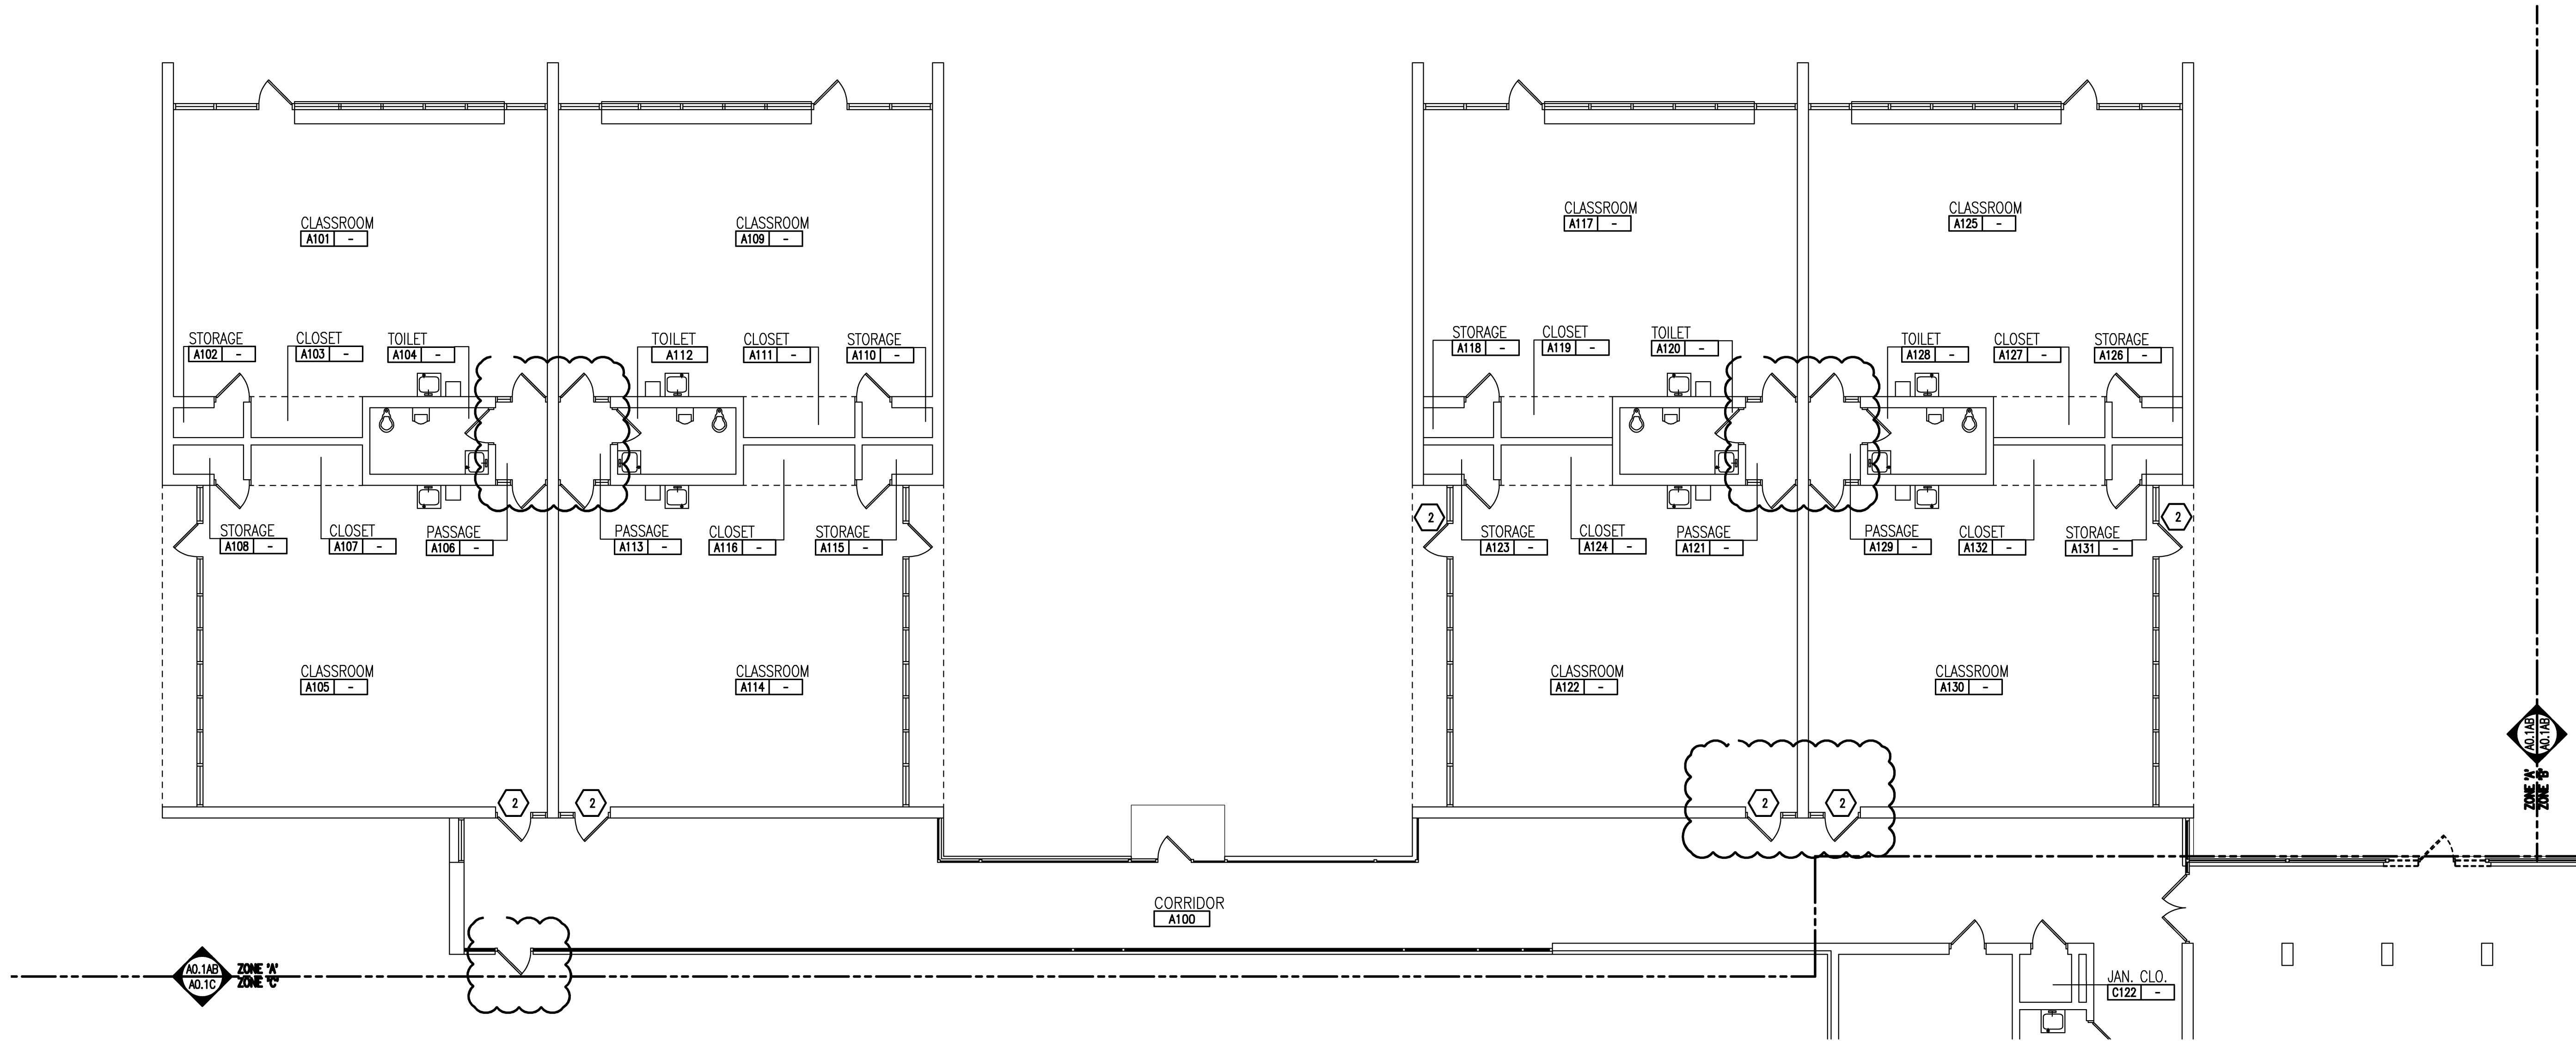 CLASSROOM
A101 -
CLASSROOM
A109 -
CLASSROOM
A117 -
CLASSROOM
A125 -
STORAGE
A102 -
CLOSET
A103 -
TOILET
A104 -
TOILET
A112
CLOSET
A111 -
STORAGE
A110 -
STORAGE
A118 -
CLOSET
A119 -
TOILET
A120 -
TOILET
A128 -
CLOSET
A127 -
STORAGE
A126 -
2
2
STORAGE
A108 -
CLOSET
A107 -
PASSAGE
A106 -
PASSAGE
A113 -
CLOSET
A116 -
STORAGE
A115 -
STORAGE
A123 -
CLOSET
A124 -
PASSAGE
A121 -
PASSAGE
A129 -
CLOSET
A132 -
STORAGE
A131 -
CLASSROOM
A105 -
CLASSROOM
A114 -
CLASSROOM
A122 -
CLASSROOM
A130 -
A0.1AB
A0.1AB
ZONE 'A'
ZONE 'B'
2
2
2
2
CORRIDOR
A100
A0.1AB
A0.1C
ZONE 'A'
ZONE 'C'
JAN. CLO.
C122 -